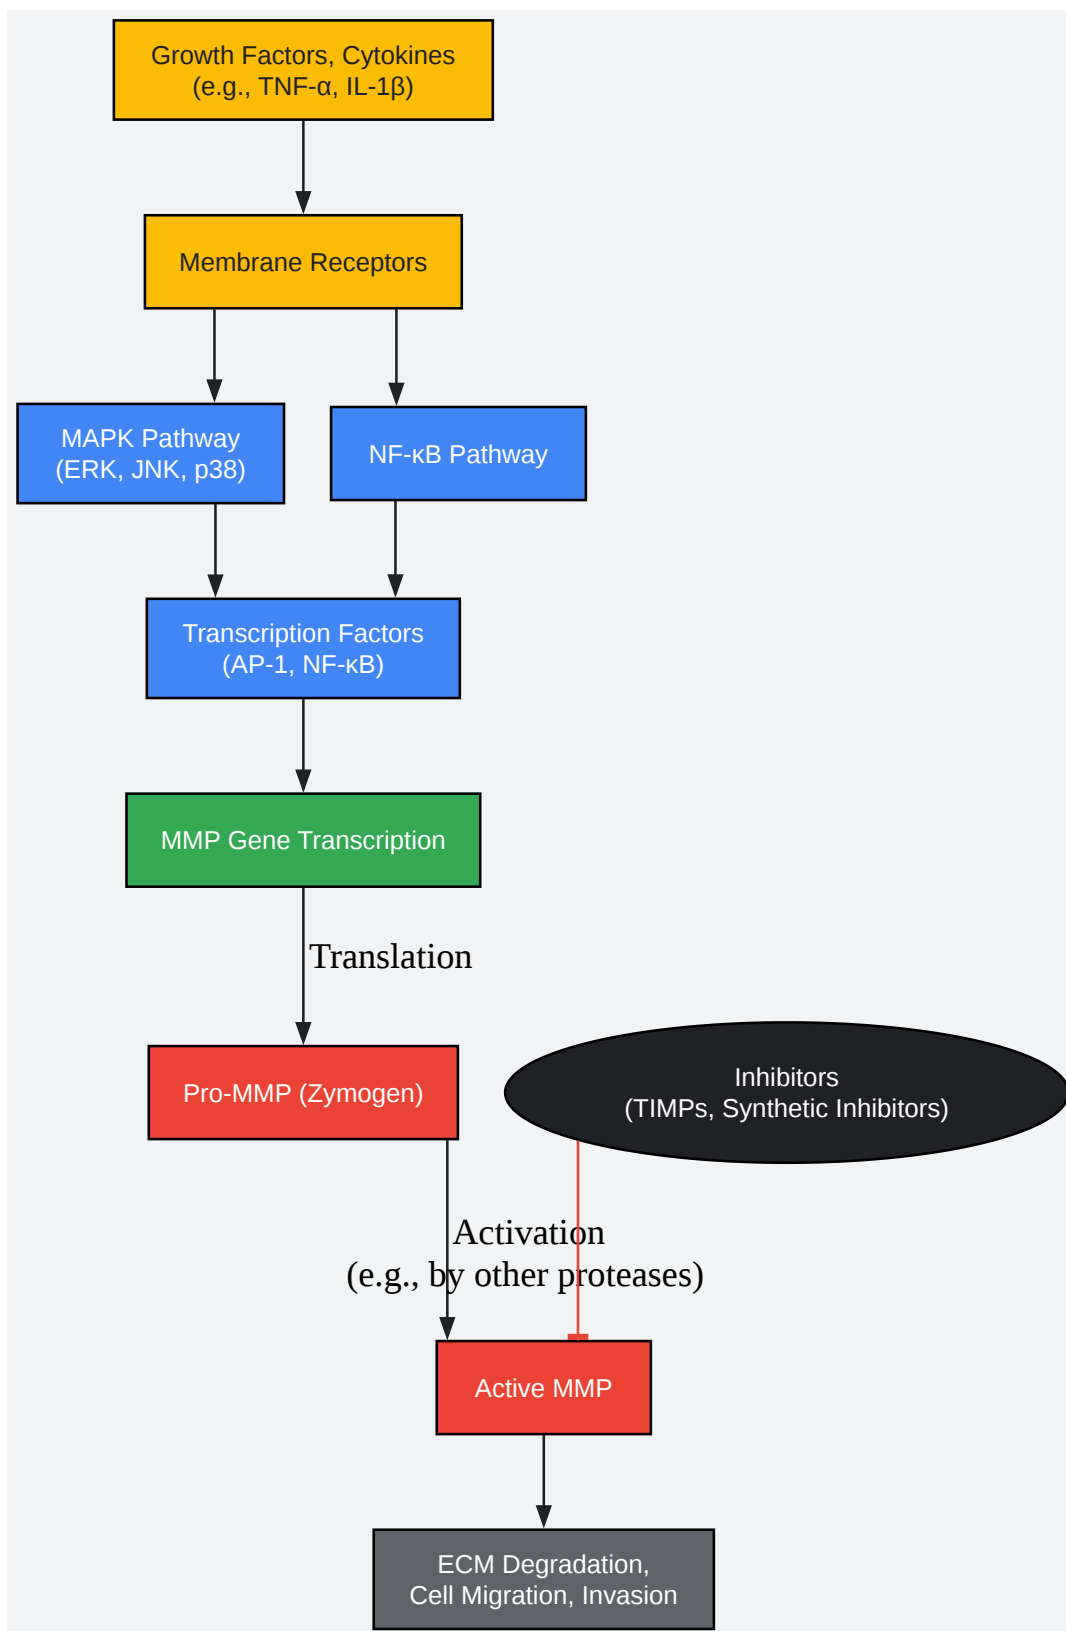 Growth Factors, Cytokines
(e.g., TNF-α, IL-1β)
Membrane Receptors
MAPK Pathway
(ERK, JNK, p38)
NF-κB Pathway
Transcription Factors
(AP-1, NF-κB)
MMP Gene Transcription
Translation
Pro-MMP (Zymogen)
Inhibitors
(TIMPs, Synthetic Inhibitors)
Activation
(e.g., by other proteases)
Active MMP
ECM Degradation,
Cell Migration, Invasion